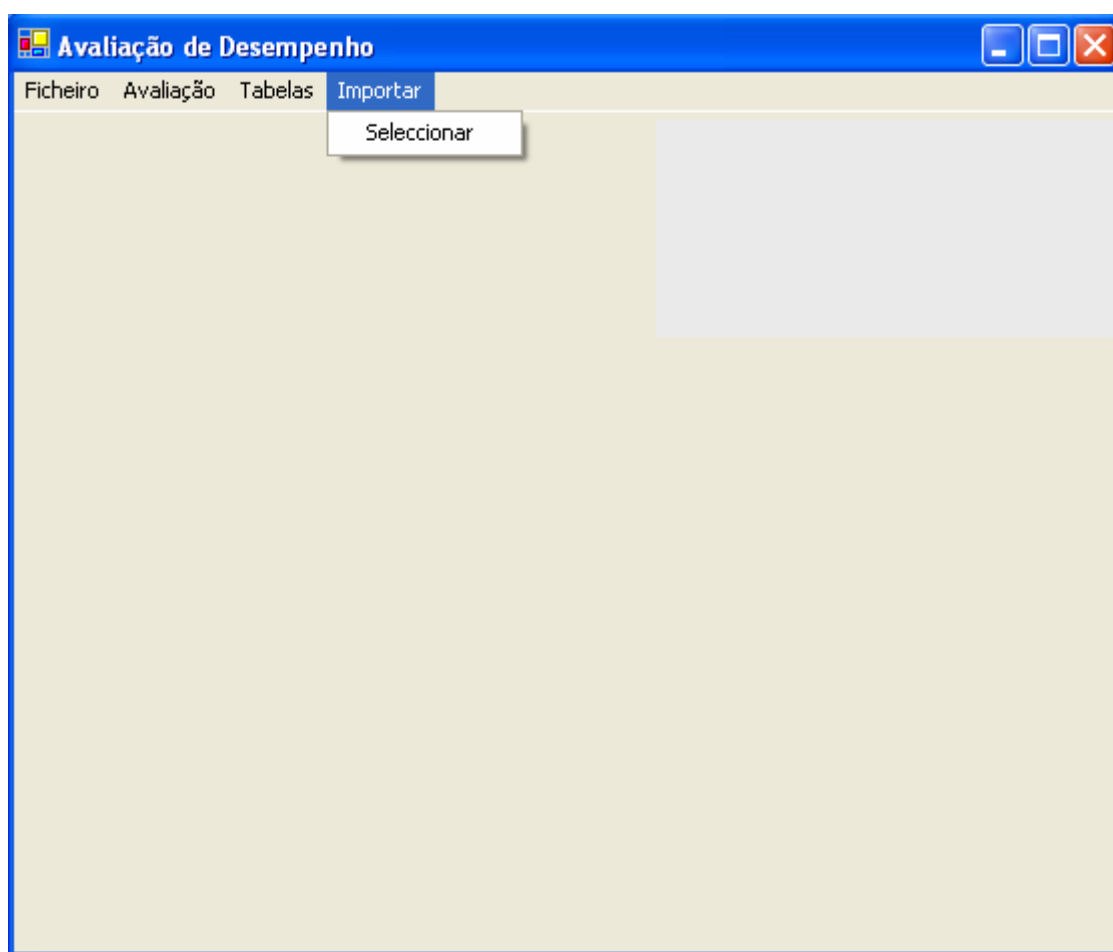 Avaliação de Desempenho
Ficheiro Avaliação Tabelas Importar
Seleccionar